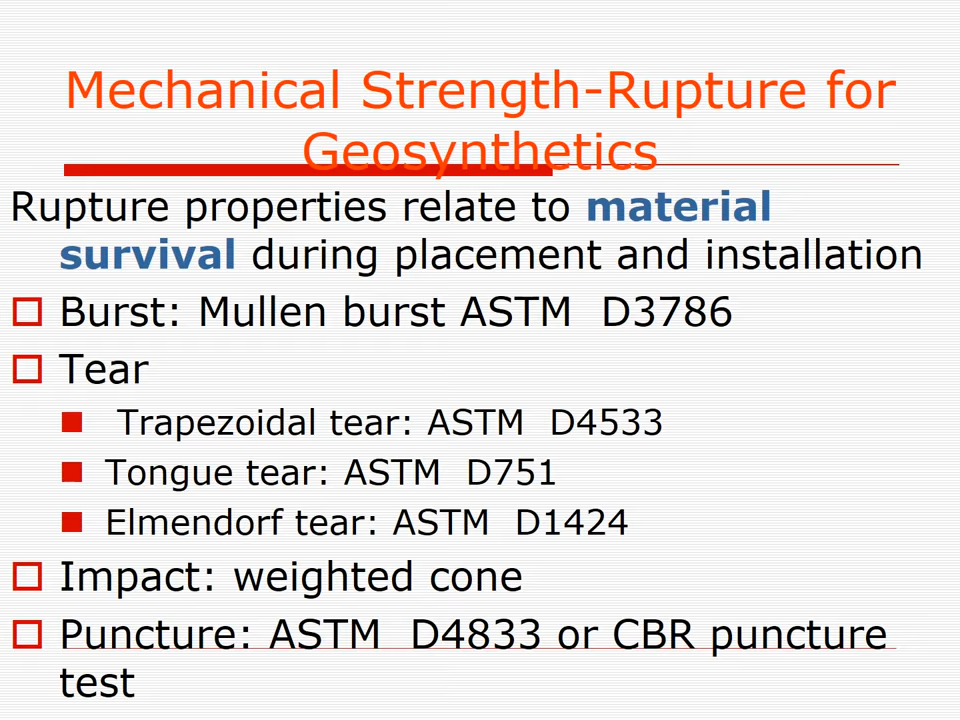 Mechanical Strength-Rupture for
Geosynthetics
Rupture properties relate to material
survival during placement and installation
Burst: Mullen burst ASTM D3786
Tear
Trapezoidal tear: ASTM D4533
Tongue tear: ASTM D751
Elmendorf tear: ASTM D1424
Impact: weighted cone
Puncture: ASTM D4833 or CBR puncture
test